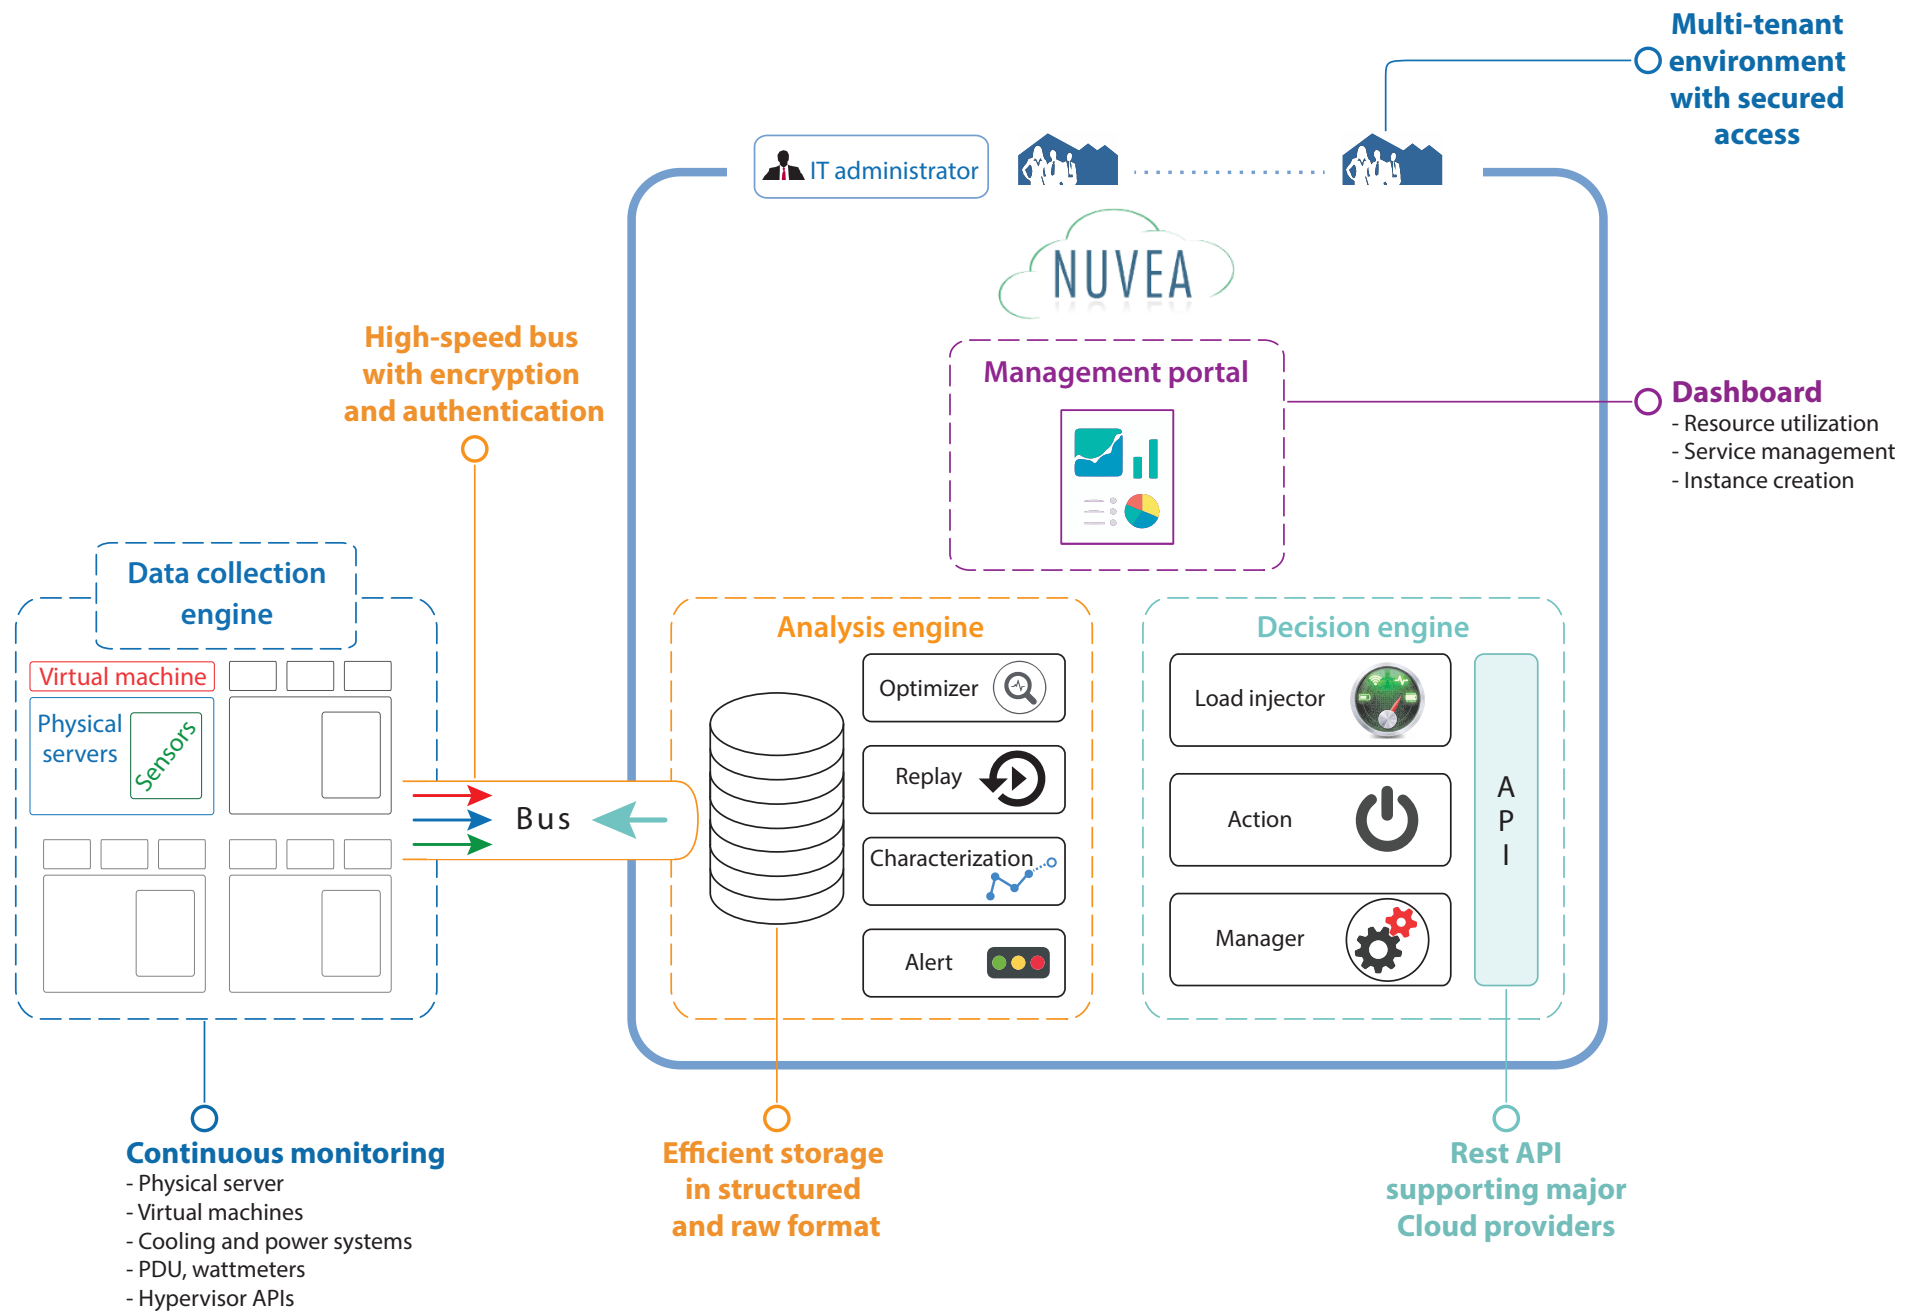 Multi-tenant
environment
with secured
access
IT administrator
NUVEA
High-speed bus
with encryption
and authentication
Management portal
Dashboard
- Resource utilization
- Service management
- Instance creation
Data collection
engine
Virtual machine
Physical
servers
Sensors
Bus
Analysis engine
Optimizer
Replay
Characterization
Alert
Decision engine
Load injector
Action
Manager
A
P
I
Continuous monitoring
- Physical server
- Virtual machines
- Cooling and power systems
- PDU, wattmeters
- Hypervisor APIs
Efficient storage
in structured
and raw format
Rest API
supporting major
Cloud providers